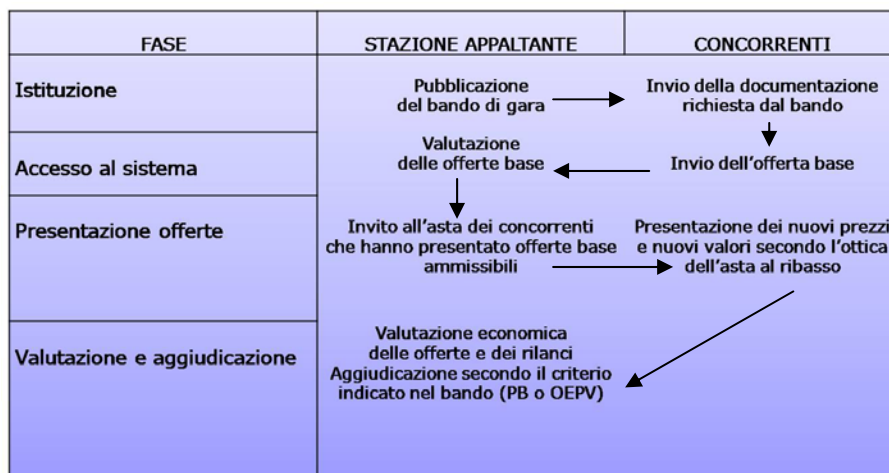 FASE
STAZIONE APPALTANTE
CONCORRENTI
Istituzione
Pubblicazione
del bando di gara
Invio della documentazione
richiesta dal bando
Accesso al sistema
Valutazione
delle offerte base
Invio dell'offerta base
Presentazione offerte
Invito all'asta dei concorrenti
che hanno presentato offerte base
ammissibili
Presentazione dei nuovi prezzi
e nuovi valori secondo l'ottica
dell'asta al ribasso
Valutazione e aggiudicazione
Valutazione economica
delle offerte e dei rilanci
Aggiudicazione secondo il criterio
indicato nel bando (PB o OEPV)